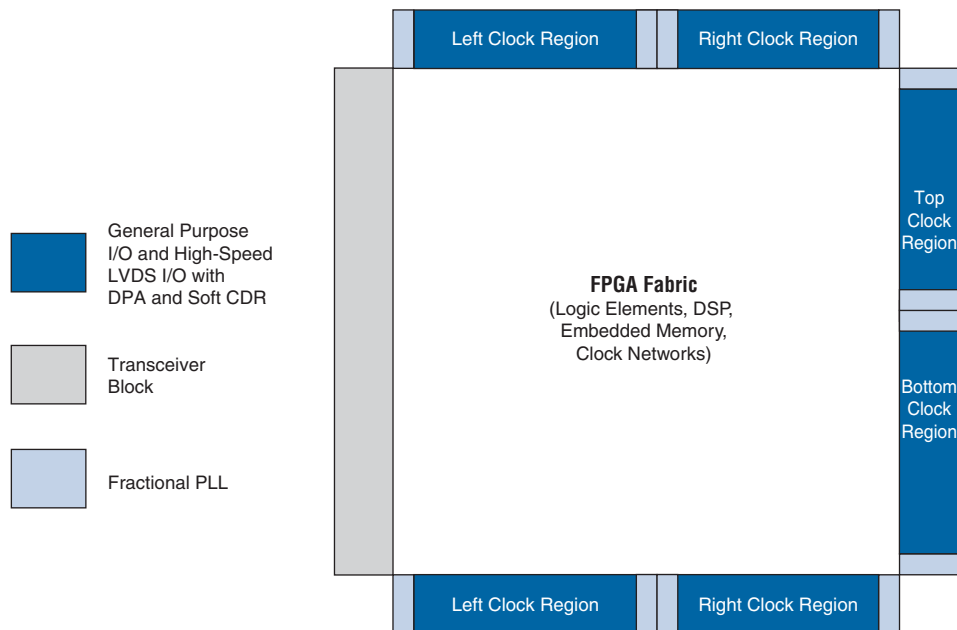 Left Clock Region
Right Clock Region
General Purpose
I/O and High-Speed
LVDS I/O with
DPA and Soft CDR
Transceiver
Block
Fractional PLL
FPGA Fabric
(Logic Elements, DSP,
Embedded Memory,
Clock Networks)
Top
Clock
Region
Bottom
Clock
Region
Left Clock Region
Right Clock Region